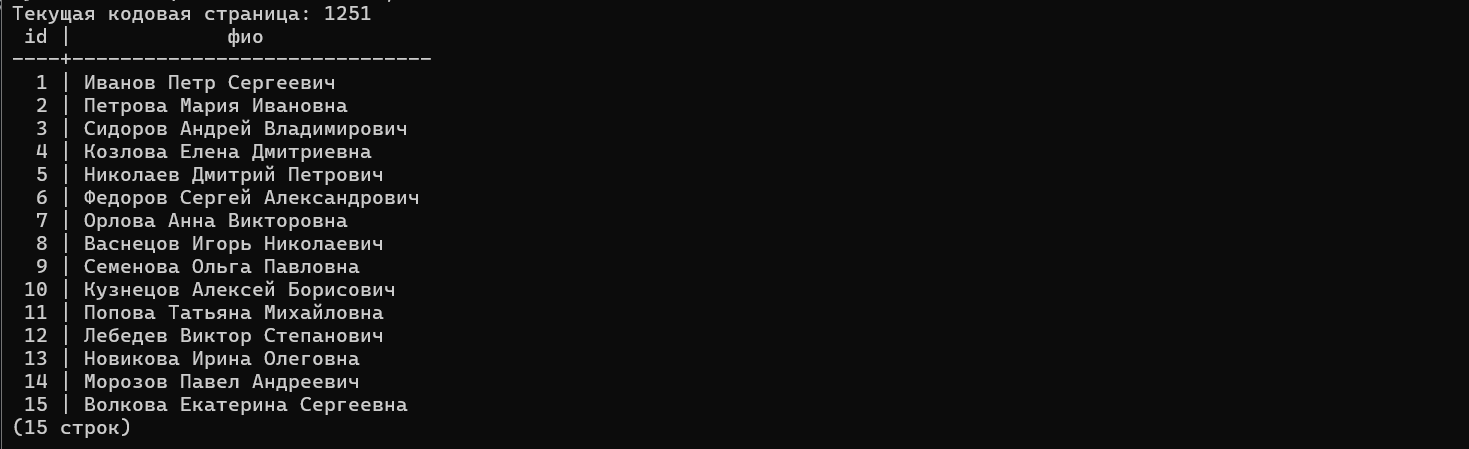 Текущая кодовая страница: 1251
 id |             фио
----+------------------------------
  1 | Иванов Петр Сергеевич
  2 | Петрова Мария Ивановна
  3 | Сидоров Андрей Владимирович
  4 | Козлова Елена Дмитриевна
  5 | Николаев Дмитрий Петрович
  6 | Федоров Сергей Александрович
  7 | Орлова Анна Викторовна
  8 | Васнецов Игорь Николаевич
  9 | Семенова Ольга Павловна
 10 | Кузнецов Алексей Борисович
 11 | Попова Татьяна Михайловна
 12 | Лебедев Виктор Степанович
 13 | Новикова Ирина Олеговна
 14 | Морозов Павел Андреевич
 15 | Волкова Екатерина Сергеевна
(15 строк)